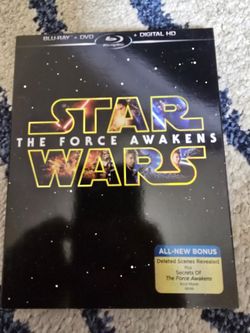 BLU-RAY + DVD + DIGITAL HD
STAR
THE FORCE AWAKENS
WARS
ALL-NEW BONUS
Deleted Scenes Revealed
Plus
Secrets Of
The Force Awakens